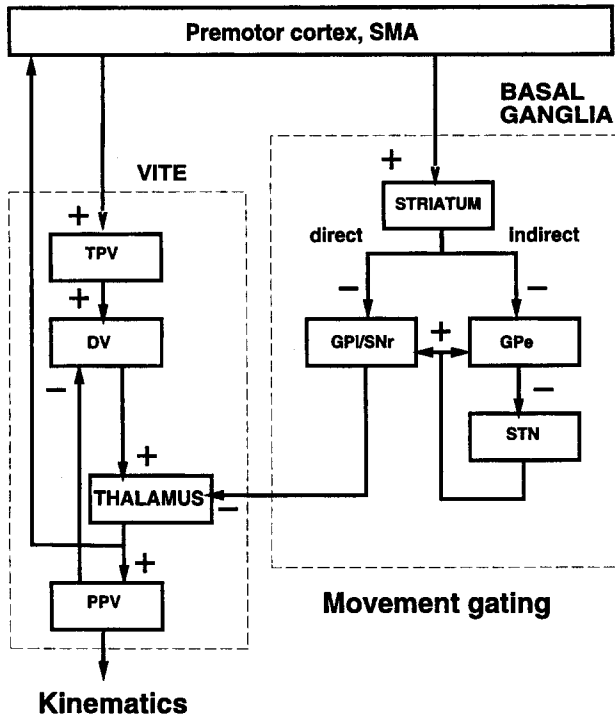 Premotor cortex, SMA
BASAL
GANGLIA
VITE
+
STRIATUM
+
direct
indirect
TPV
+
−
−
DV
GPi/SNr
+
GPe
−
−
STN
+
THALAMUS
−
+
PPV
Movement gating
Kinematics